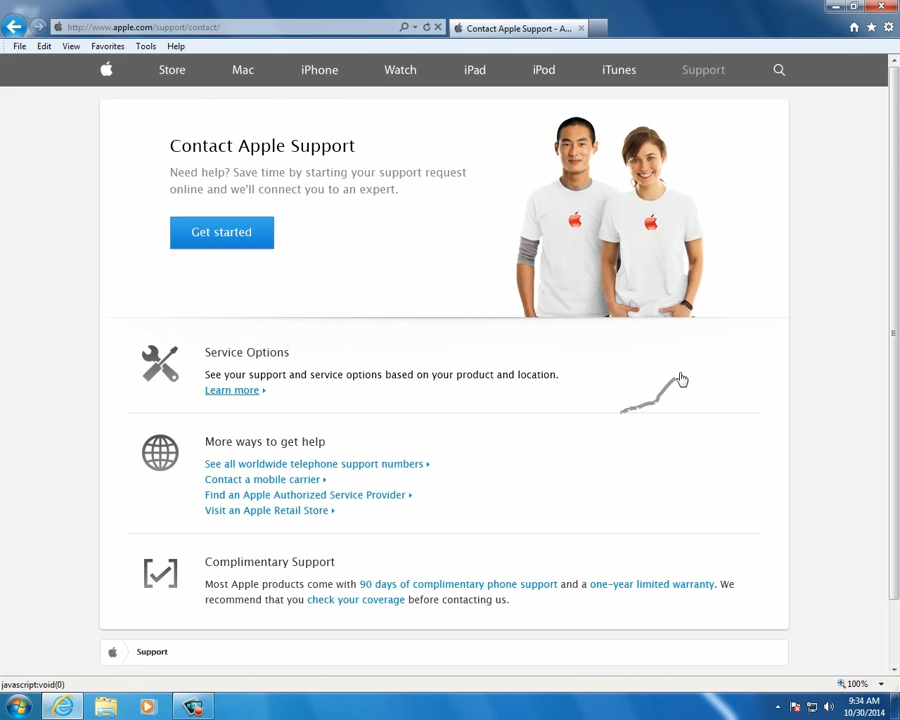 http://www.apple.com/support/contact/
Contact Apple Support - A...
File Edit View Favorites Tools Help
Store Mac iPhone Watch iPad iPod iTunes Support
Contact Apple Support
Need help? Save time by starting your support request
online and we'll connect you to an expert.
Get started
Service Options
See your support and service options based on your product and location.
Learn more
More ways to get help
See all worldwide telephone support numbers
Contact a mobile carrier
Find an Apple Authorized Service Provider
Visit an Apple Retail Store
Complimentary Support
Most Apple products come with 90 days of complimentary phone support and a one-year limited warranty. We
recommend that you check your coverage before contacting us.
Support
javascript:void(0)
100%
9:34 AM
10/30/2014